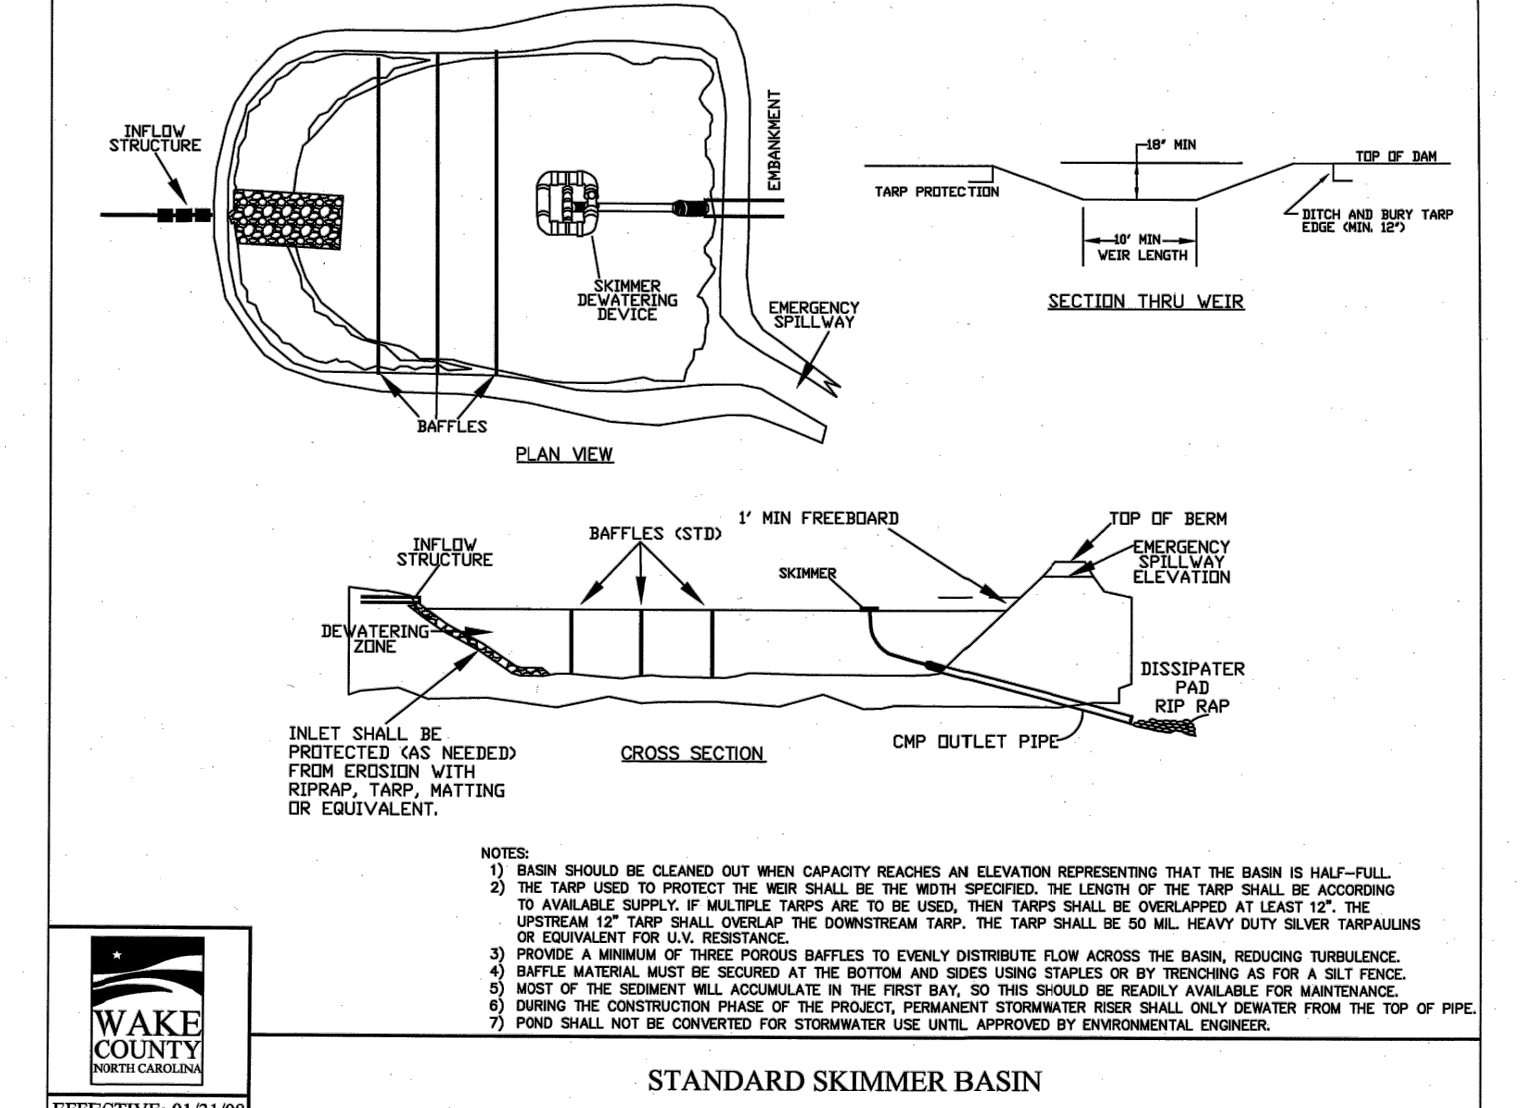 INFLOW
STRUCTURE
EMBANKMENT
SKIMMER
DEWATERING
DEVICE
EMERGENCY
SPILLWAY
BAFFLES
PLAN VIEW
18" MIN
TOP OF DAM
TARP PROTECTION
DITCH AND BURY TARP
EDGE (MIN. 12")
10' MIN
WEIR LENGTH
SECTION THRU WEIR
1' MIN FREEBOARD
TOP OF BERM
BAFFLES (STD)
EMERGENCY
SPILLWAY
ELEVATION
INFLOW
STRUCTURE
SKIMMER
DEWATERING
ZONE
DISSIPATER
PAD
RIP RAP
INLET SHALL BE
PROTECTED (AS NEEDED)
FROM EROSION WITH
RIPRAP, TARP, MATTING
OR EQUIVALENT.
CMP OUTLET PIPE
CROSS SECTION
NOTES:
1) BASIN SHOULD BE CLEANED OUT WHEN CAPACITY REACHES AN ELEVATION REPRESENTING THAT THE BASIN IS HALF-FULL.
2) THE TARP USED TO PROTECT THE WEIR SHALL BE THE WIDTH SPECIFIED. THE LENGTH OF THE TARP SHALL BE ACCORDING
TO AVAILABLE SUPPLY. IF MULTIPLE TARPS ARE TO BE USED, THEN TARPS SHALL BE OVERLAPPED AT LEAST 12". THE
UPSTREAM 12" TARP SHALL OVERLAP THE DOWNSTREAM TARP. THE TARP SHALL BE 50 MIL. HEAVY DUTY SILVER TARPAULINS
OR EQUIVALENT FOR U.V. RESISTANCE.
3) PROVIDE A MINIMUM OF THREE POROUS BAFFLES TO EVENLY DISTRIBUTE FLOW ACROSS THE BASIN, REDUCING TURBULENCE.
4) BAFFLE MATERIAL MUST BE SECURED AT THE BOTTOM AND SIDES USING STAPLES OR BY TRENCHING AS FOR A SILT FENCE.
5) MOST OF THE SEDIMENT WILL ACCUMULATE IN THE FIRST BAY, SO THIS SHOULD BE READILY AVAILABLE FOR MAINTENANCE.
6) DURING THE CONSTRUCTION PHASE OF THE PROJECT, PERMANENT STORMWATER RISER SHALL ONLY DEWATER FROM THE TOP OF PIPE.
7) POND SHALL NOT BE CONVERTED FOR STORMWATER USE UNTIL APPROVED BY ENVIRONMENTAL ENGINEER.
WAKE
COUNTY
NORTH CAROLINA
STANDARD SKIMMER BASIN
EFFECTIVE: 01/31/08